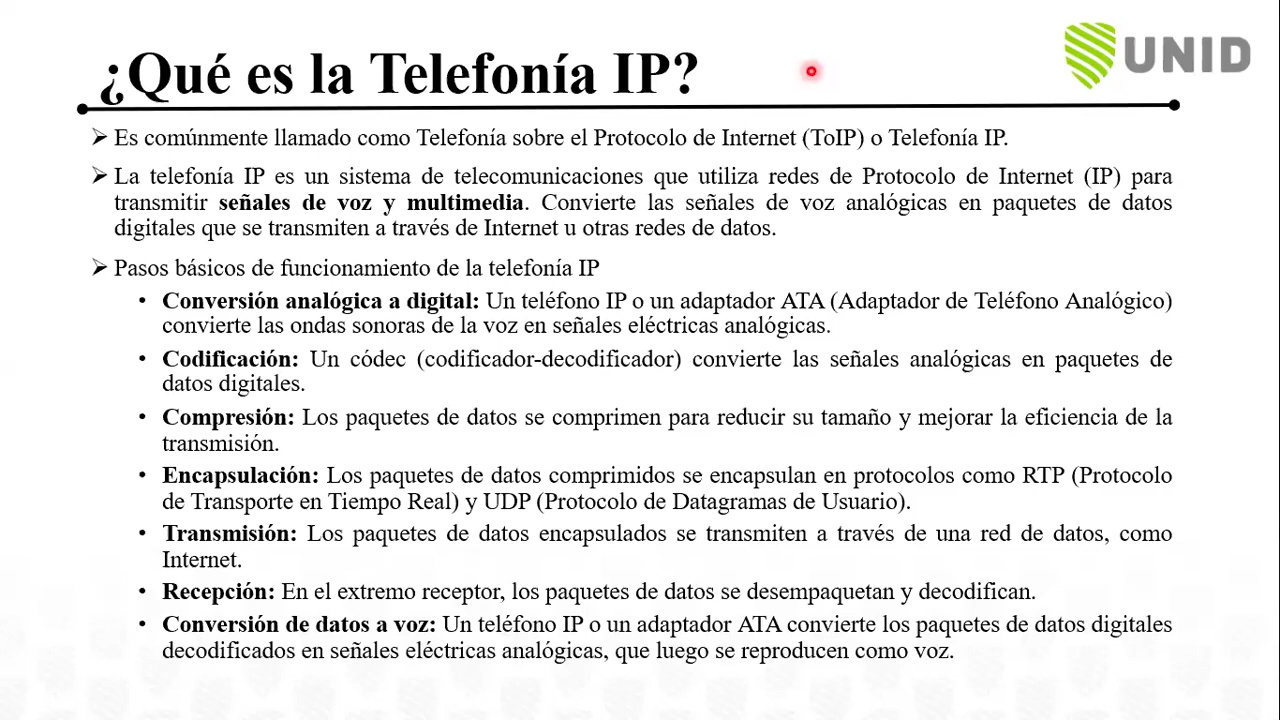 ¿Qué es la Telefonía IP?
UNID
➢ Es comúnmente llamado como Telefonía sobre el Protocolo de Internet (ToIP) o Telefonía IP.
➢ La telefonía IP es un sistema de telecomunicaciones que utiliza redes de Protocolo de Internet (IP) para
transmitir señales de voz y multimedia. Convierte las señales de voz analógicas en paquetes de datos
digitales que se transmiten a través de Internet u otras redes de datos.
➢ Pasos básicos de funcionamiento de la telefonía IP
• Conversión analógica a digital: Un teléfono IP o un adaptador ATA (Adaptador de Teléfono Analógico)
convierte las ondas sonoras de la voz en señales eléctricas analógicas.
• Codificación: Un códec (codificador-decodificador) convierte las señales analógicas en paquetes de
datos digitales.
• Compresión: Los paquetes de datos se comprimen para reducir su tamaño y mejorar la eficiencia de la
transmisión.
• Encapsulación: Los paquetes de datos comprimidos se encapsulan en protocolos como RTP (Protocolo
de Transporte en Tiempo Real) y UDP (Protocolo de Datagramas de Usuario).
• Transmisión: Los paquetes de datos encapsulados se transmiten a través de una red de datos, como
Internet.
• Recepción: En el extremo receptor, los paquetes de datos se desempaquetan y decodifican.
• Conversión de datos a voz: Un teléfono IP o un adaptador ATA convierte los paquetes de datos digitales
decodificados en señales eléctricas analógicas, que luego se reproducen como voz.